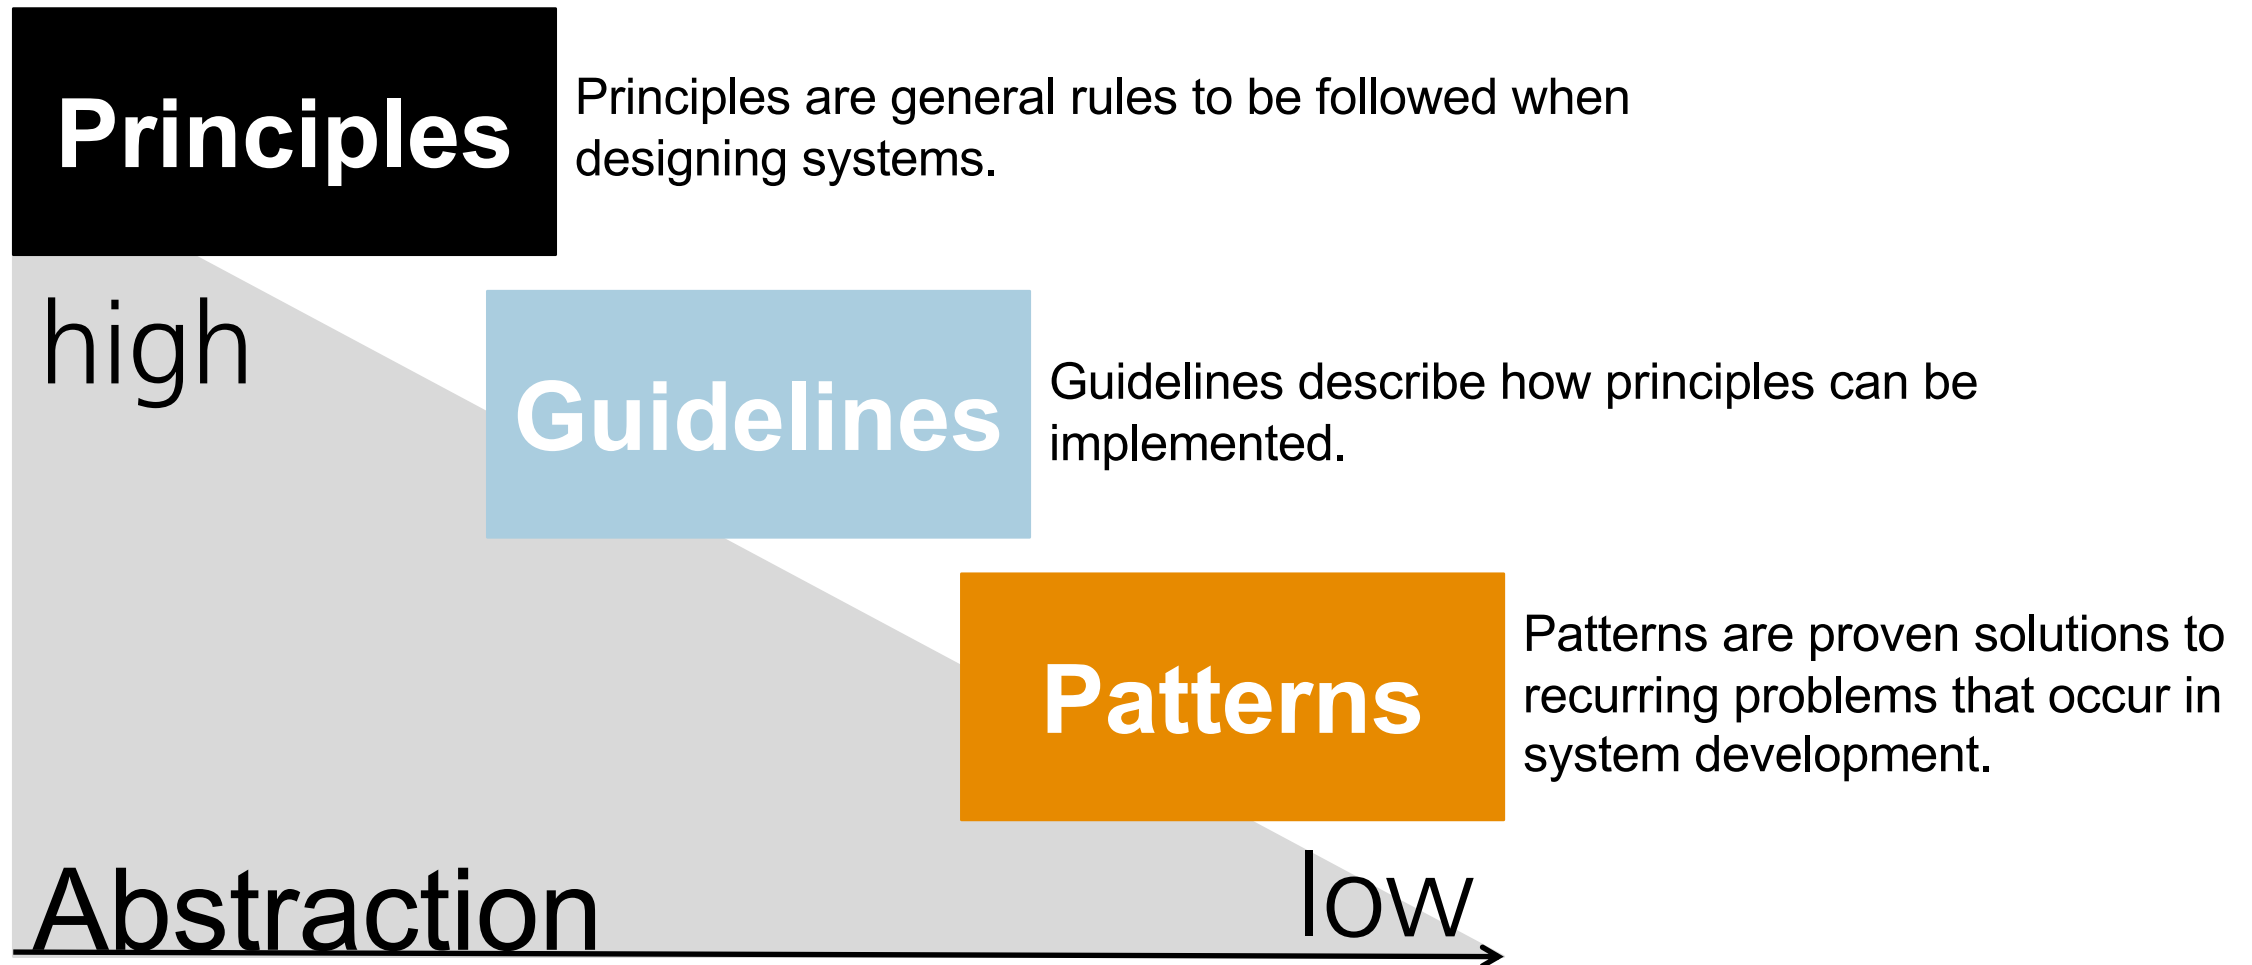 Principles
Principles are general rules to be followed when
designing systems.
high
Guidelines
Guidelines describe how principles can be
implemented.
Patterns
Patterns are proven solutions to
recurring problems that occur in
system development.
Abstraction
low